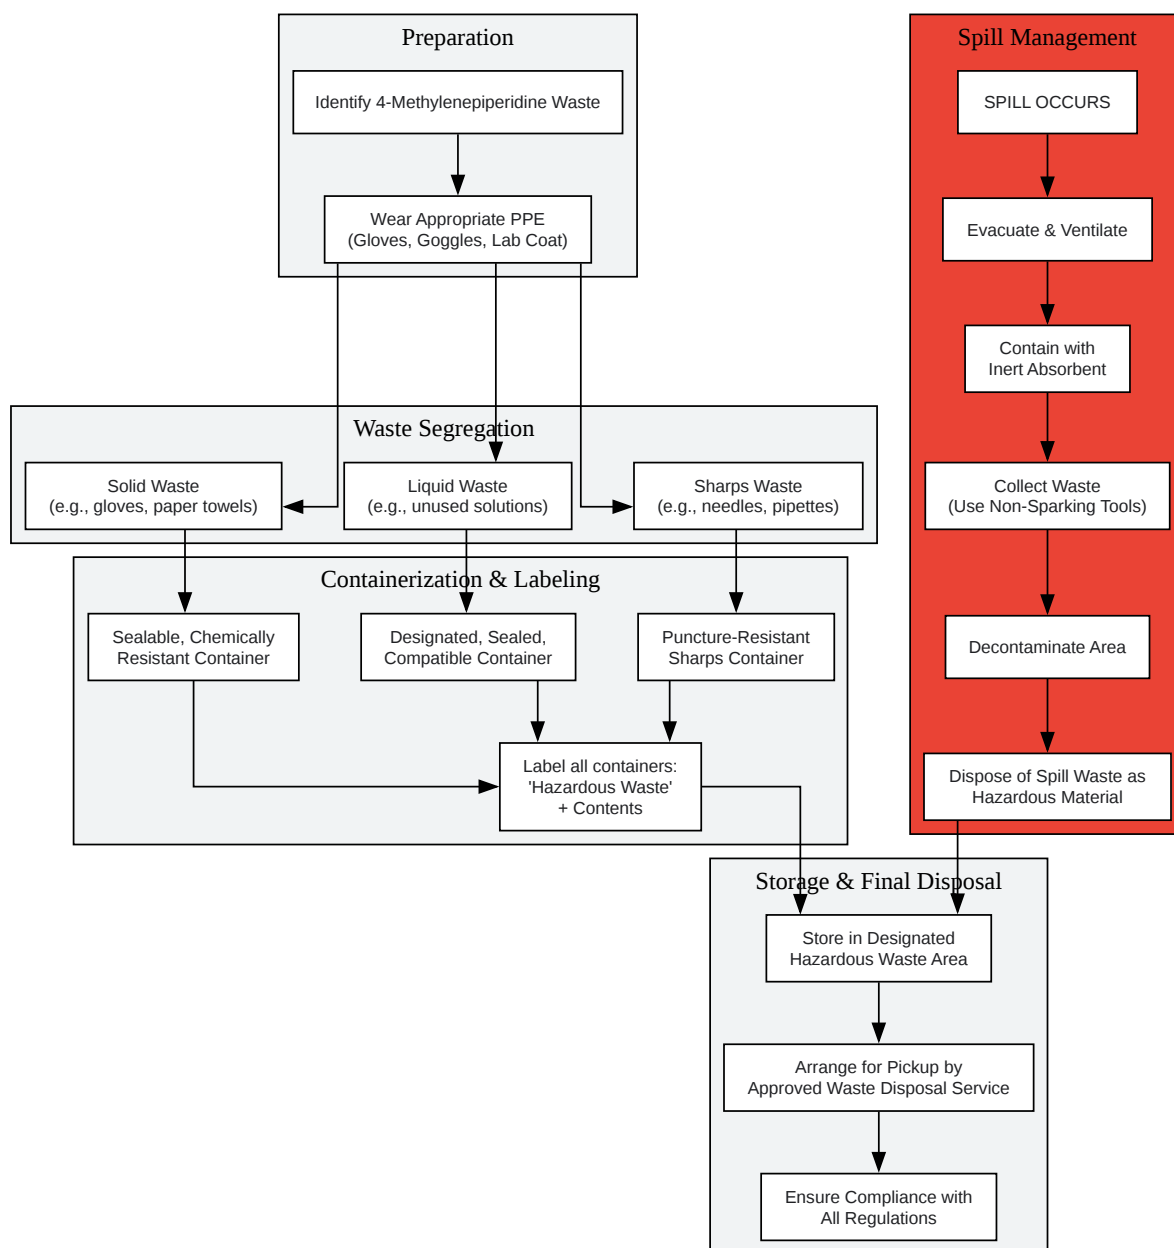 Preparation
Identify 4-Methylenepiperidine Waste
Wear Appropriate PPE
(Gloves, Goggles, Lab Coat)
Waste Segregation
Solid Waste
(e.g., gloves, paper towels)
Liquid Waste
(e.g., unused solutions)
Sharps Waste
(e.g., needles, pipettes)
Containerization & Labeling
Sealable, Chemically
Resistant Container
Designated, Sealed,
Compatible Container
Puncture-Resistant
Sharps Container
Label all containers:
'Hazardous Waste'
+ Contents
Spill Management
SPILL OCCURS
Evacuate & Ventilate
Contain with
Inert Absorbent
Collect Waste
(Use Non-Sparking Tools)
Decontaminate Area
Dispose of Spill Waste as
Hazardous Material
Storage & Final Disposal
Store in Designated
Hazardous Waste Area
Arrange for Pickup by
Approved Waste Disposal Service
Ensure Compliance with
All Regulations